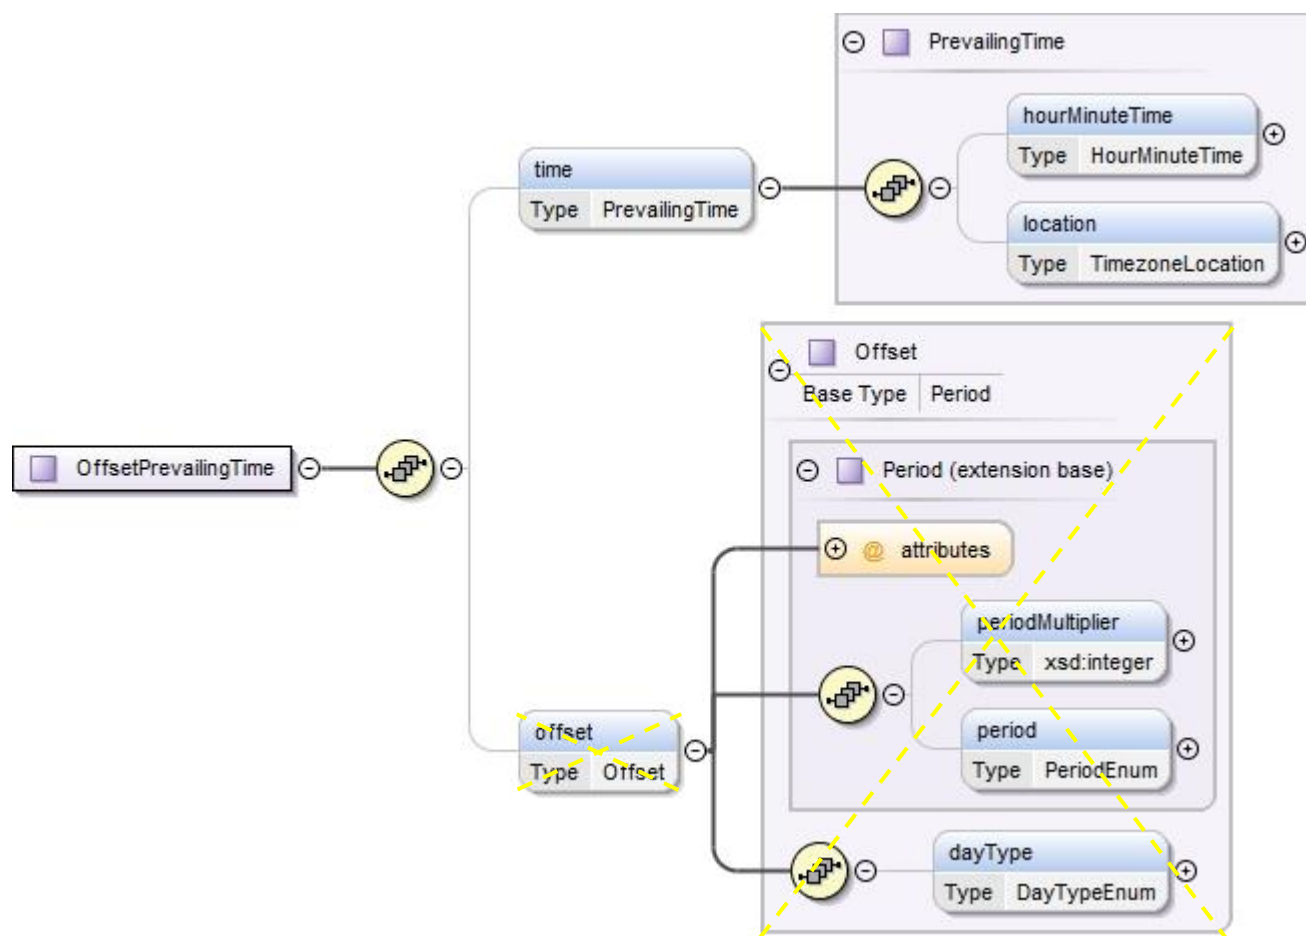 PrevailingTime
hourMinuteTime
Type HourMinuteTime
time
Type PrevailingTime
location
Type TimezoneLocation
Offset
Base Type Period
OffsetPrevailingTime
Period (extension base)
@ attributes
periodMultiplier
Type xsd:integer
offset
Type Offset
period
Type PeriodEnum
dayType
Type DayTypeEnum